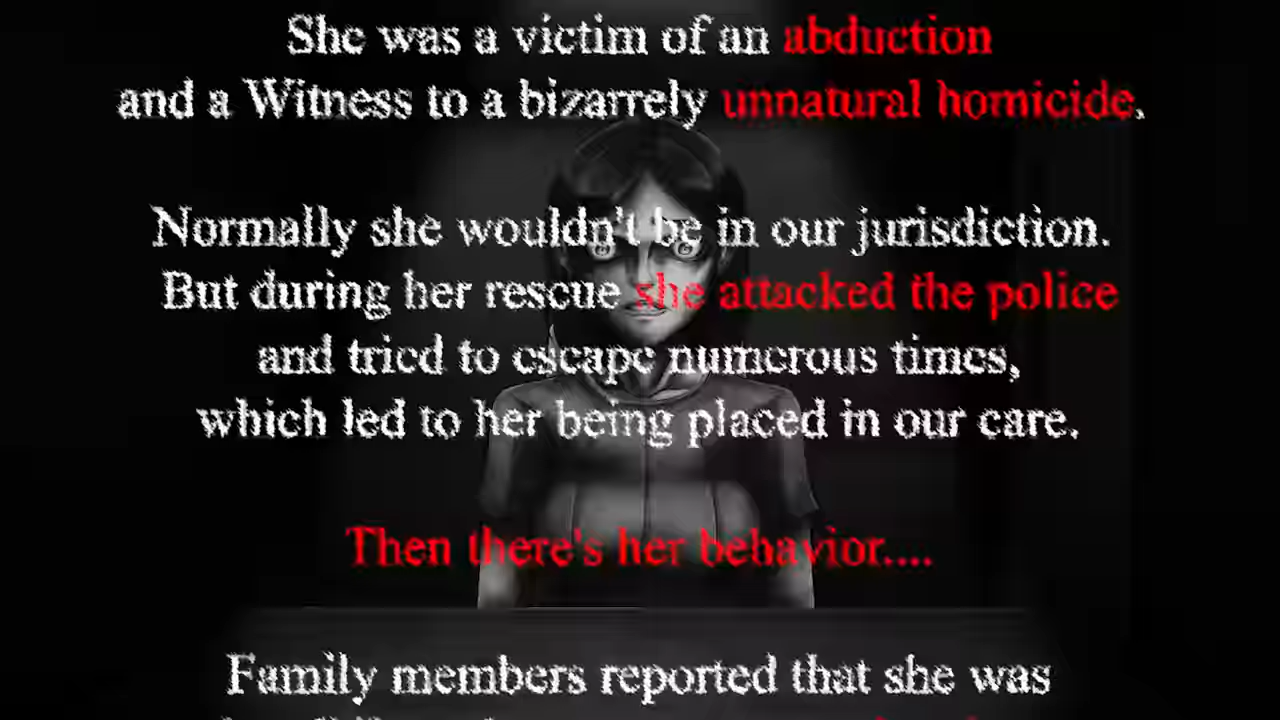 She was a victim of an abduction
and a Witness to a bizarrely unnatural homicide.
Normally she wouldn't be in our jurisdiction.
But during her rescue she attacked the police
and tried to escape numerous times,
which led to her being placed in our care.
Then there's her behavior....
Family members reported that she was